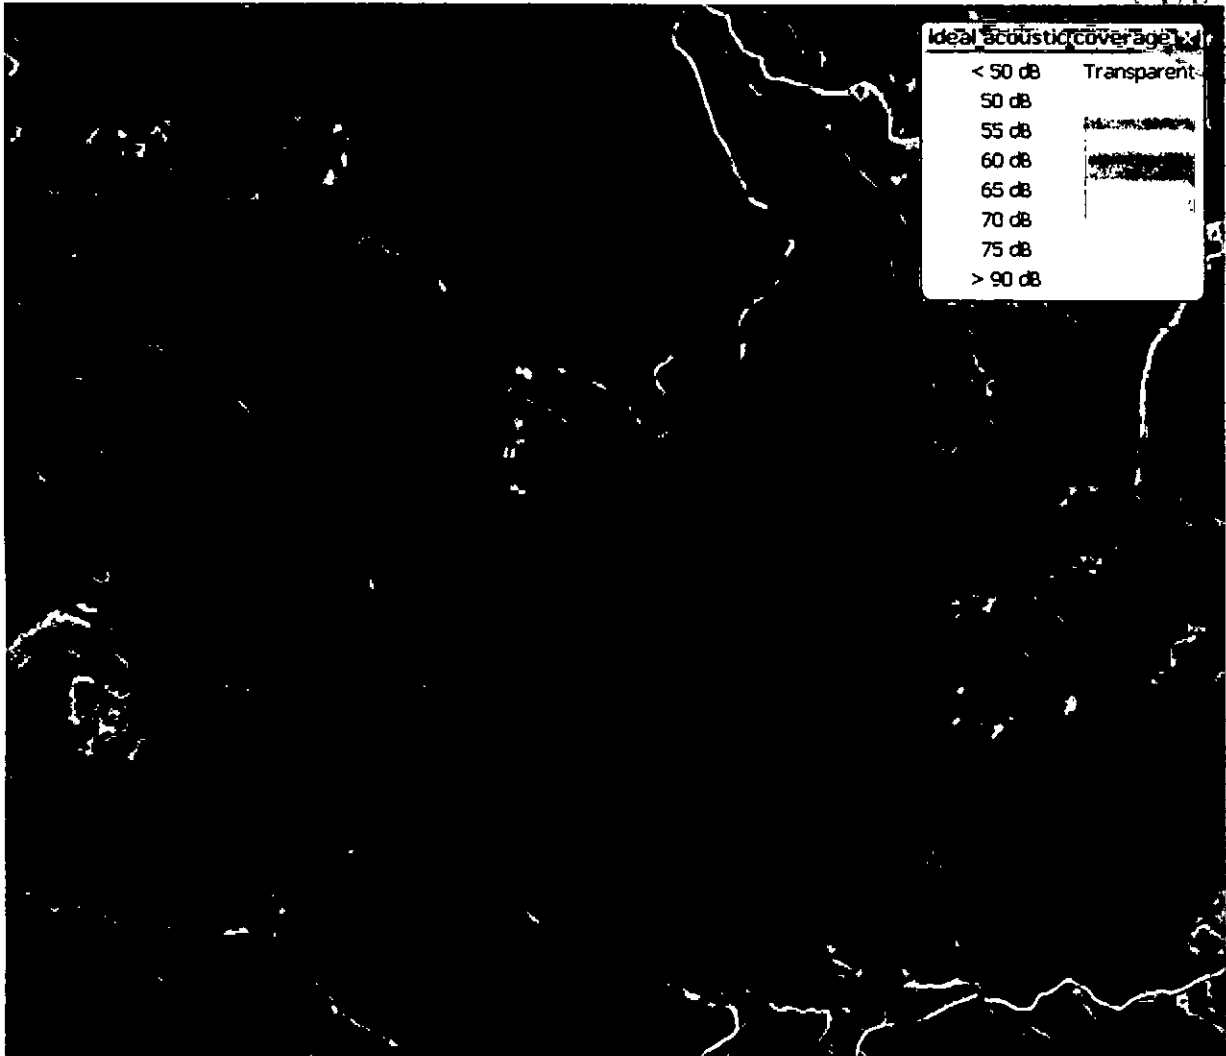 Ideal acoustic coverage
< 50 dB Transparent
50 dB
55 dB
60 dB
65 dB
70 dB
75 dB
> 90 dB